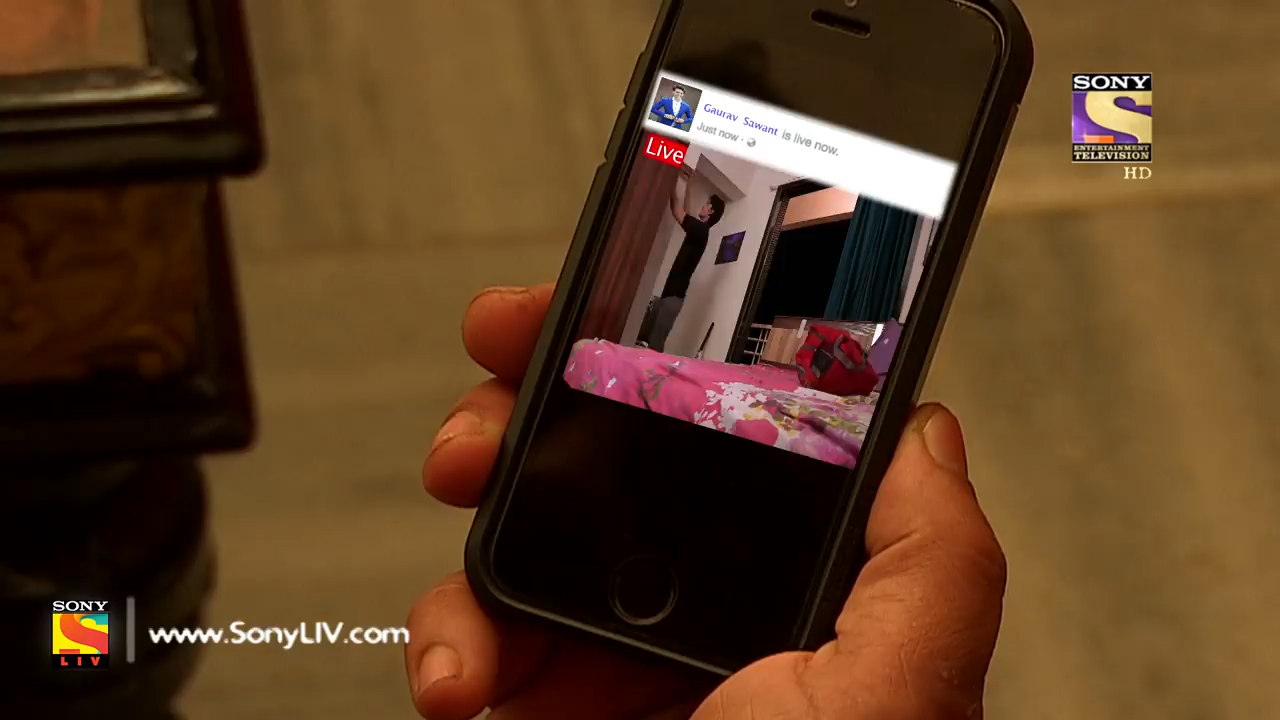 Gaurav Sawant is live now.
Just now ·
Live
SONY
ENTERTAINMENT
TELEVISION
HD
SONY
LIV
www.SonyLIV.com